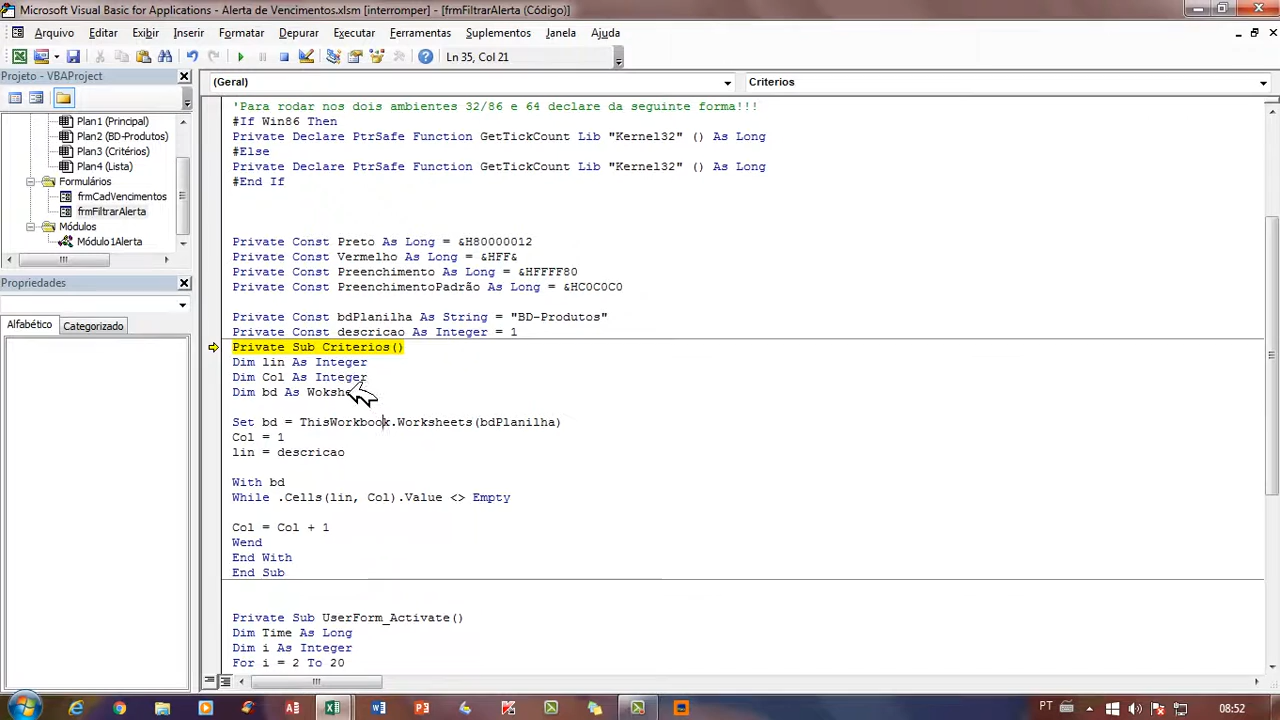 Microsoft Visual Basic for Applications - Alerta de Vencimentos.xlsm [interromper] - [frmFiltrarAlerta (Código)]
Arquivo Editar Exibir Inserir Formatar Depurar Executar Ferramentas Suplementos Janela Ajuda
Ln 35, Col 21
Projeto - VBAProject
(Geral)
Criterios
Plan1 (Principal)
Plan2 (BD-Produtos)
Plan3 (Critérios)
Plan4 (Lista)
Formulários
frmCadVencimentos
frmFiltrarAlerta
Módulos
Módulo1Alerta
Propriedades
Alfabético Categorizado
'Para rodar nos dois ambientes 32/86 e 64 declare da seguinte forma!!!
#If Win86 Then
Private Declare PtrSafe Function GetTickCount Lib "Kernel32" () As Long
#Else
Private Declare PtrSafe Function GetTickCount Lib "Kernel32" () As Long
#End If
Private Const Preto As Long = &H80000012
Private Const Vermelho As Long = &HFF&
Private Const Preenchimento As Long = &HFFFF80
Private Const PreenchimentoPadrão As Long = &HC0C0C0
Private Const bdPlanilha As String = "BD-Produtos"
Private Const descricao As Integer = 1
Private Sub Criterios()
Dim lin As Integer
Dim Col As Integer
Dim bd As
Set bd = ThisWorkbook.Worksheets(bdPlanilha)
Col = 1
lin = descricao
With bd
While .Cells(lin, Col).Value <> Empty
Col = Col + 1
Wend
End With
End Sub
Private Sub UserForm_Activate()
Dim Time As Long
Dim i As Integer
For i = 2 To 20
PT
08:52